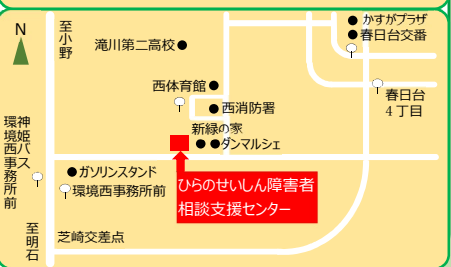 N
至小野
滝川第二高校
かすがプラザ
春日台交番
西体育館
西消防署
春日台
4丁目
新緑の家
ダンマルシェ
神姫バス
環境西事務所前
ガソリンスタンド
環境西事務所前
ひらのせいしん障害者
相談支援センター
至明石
芝崎交差点